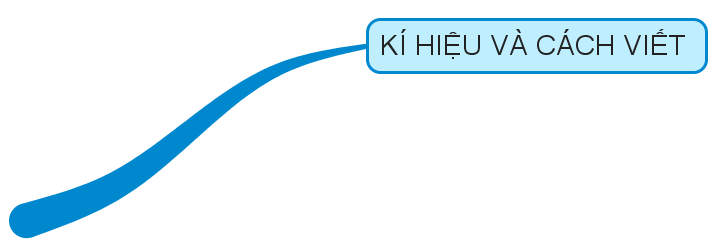 KÍ HIỆU VÀ CÁCH VIẾT